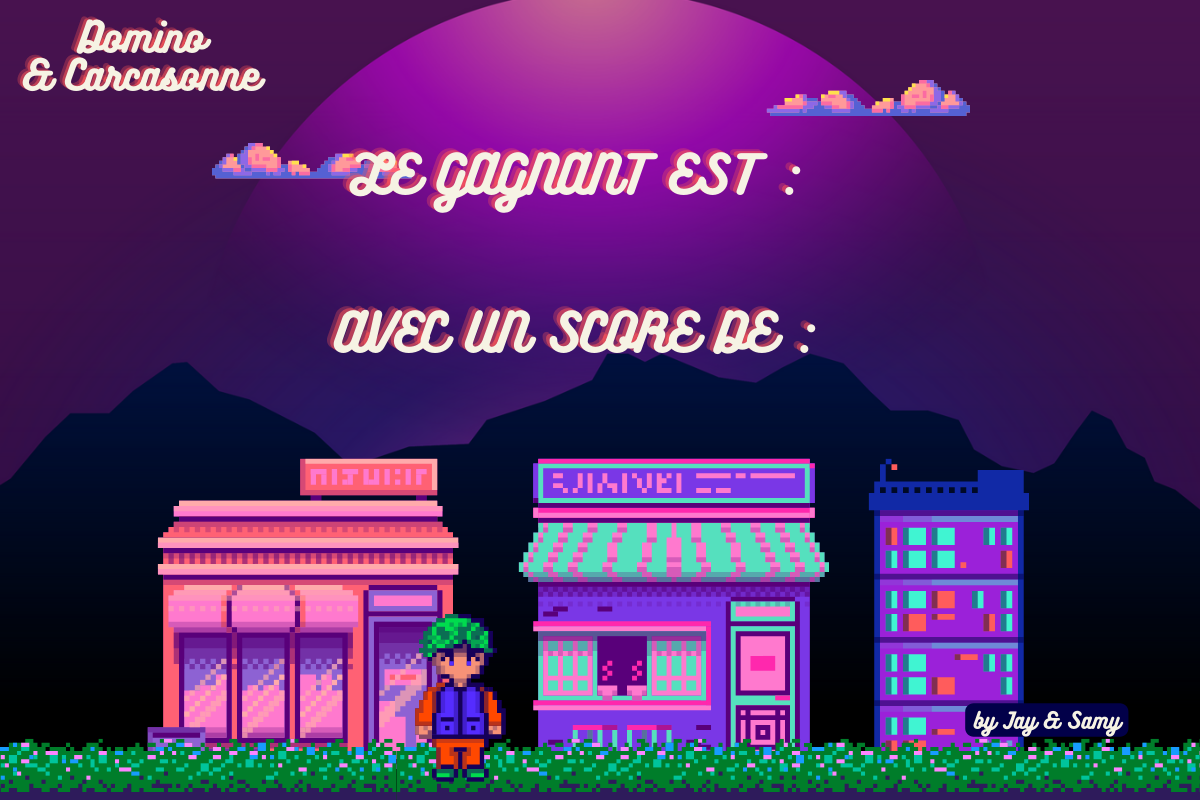 Domino
& Carcasonne
LE GAGNANT EST :
AVEC UN SCORE DE :
by Jay & Samy